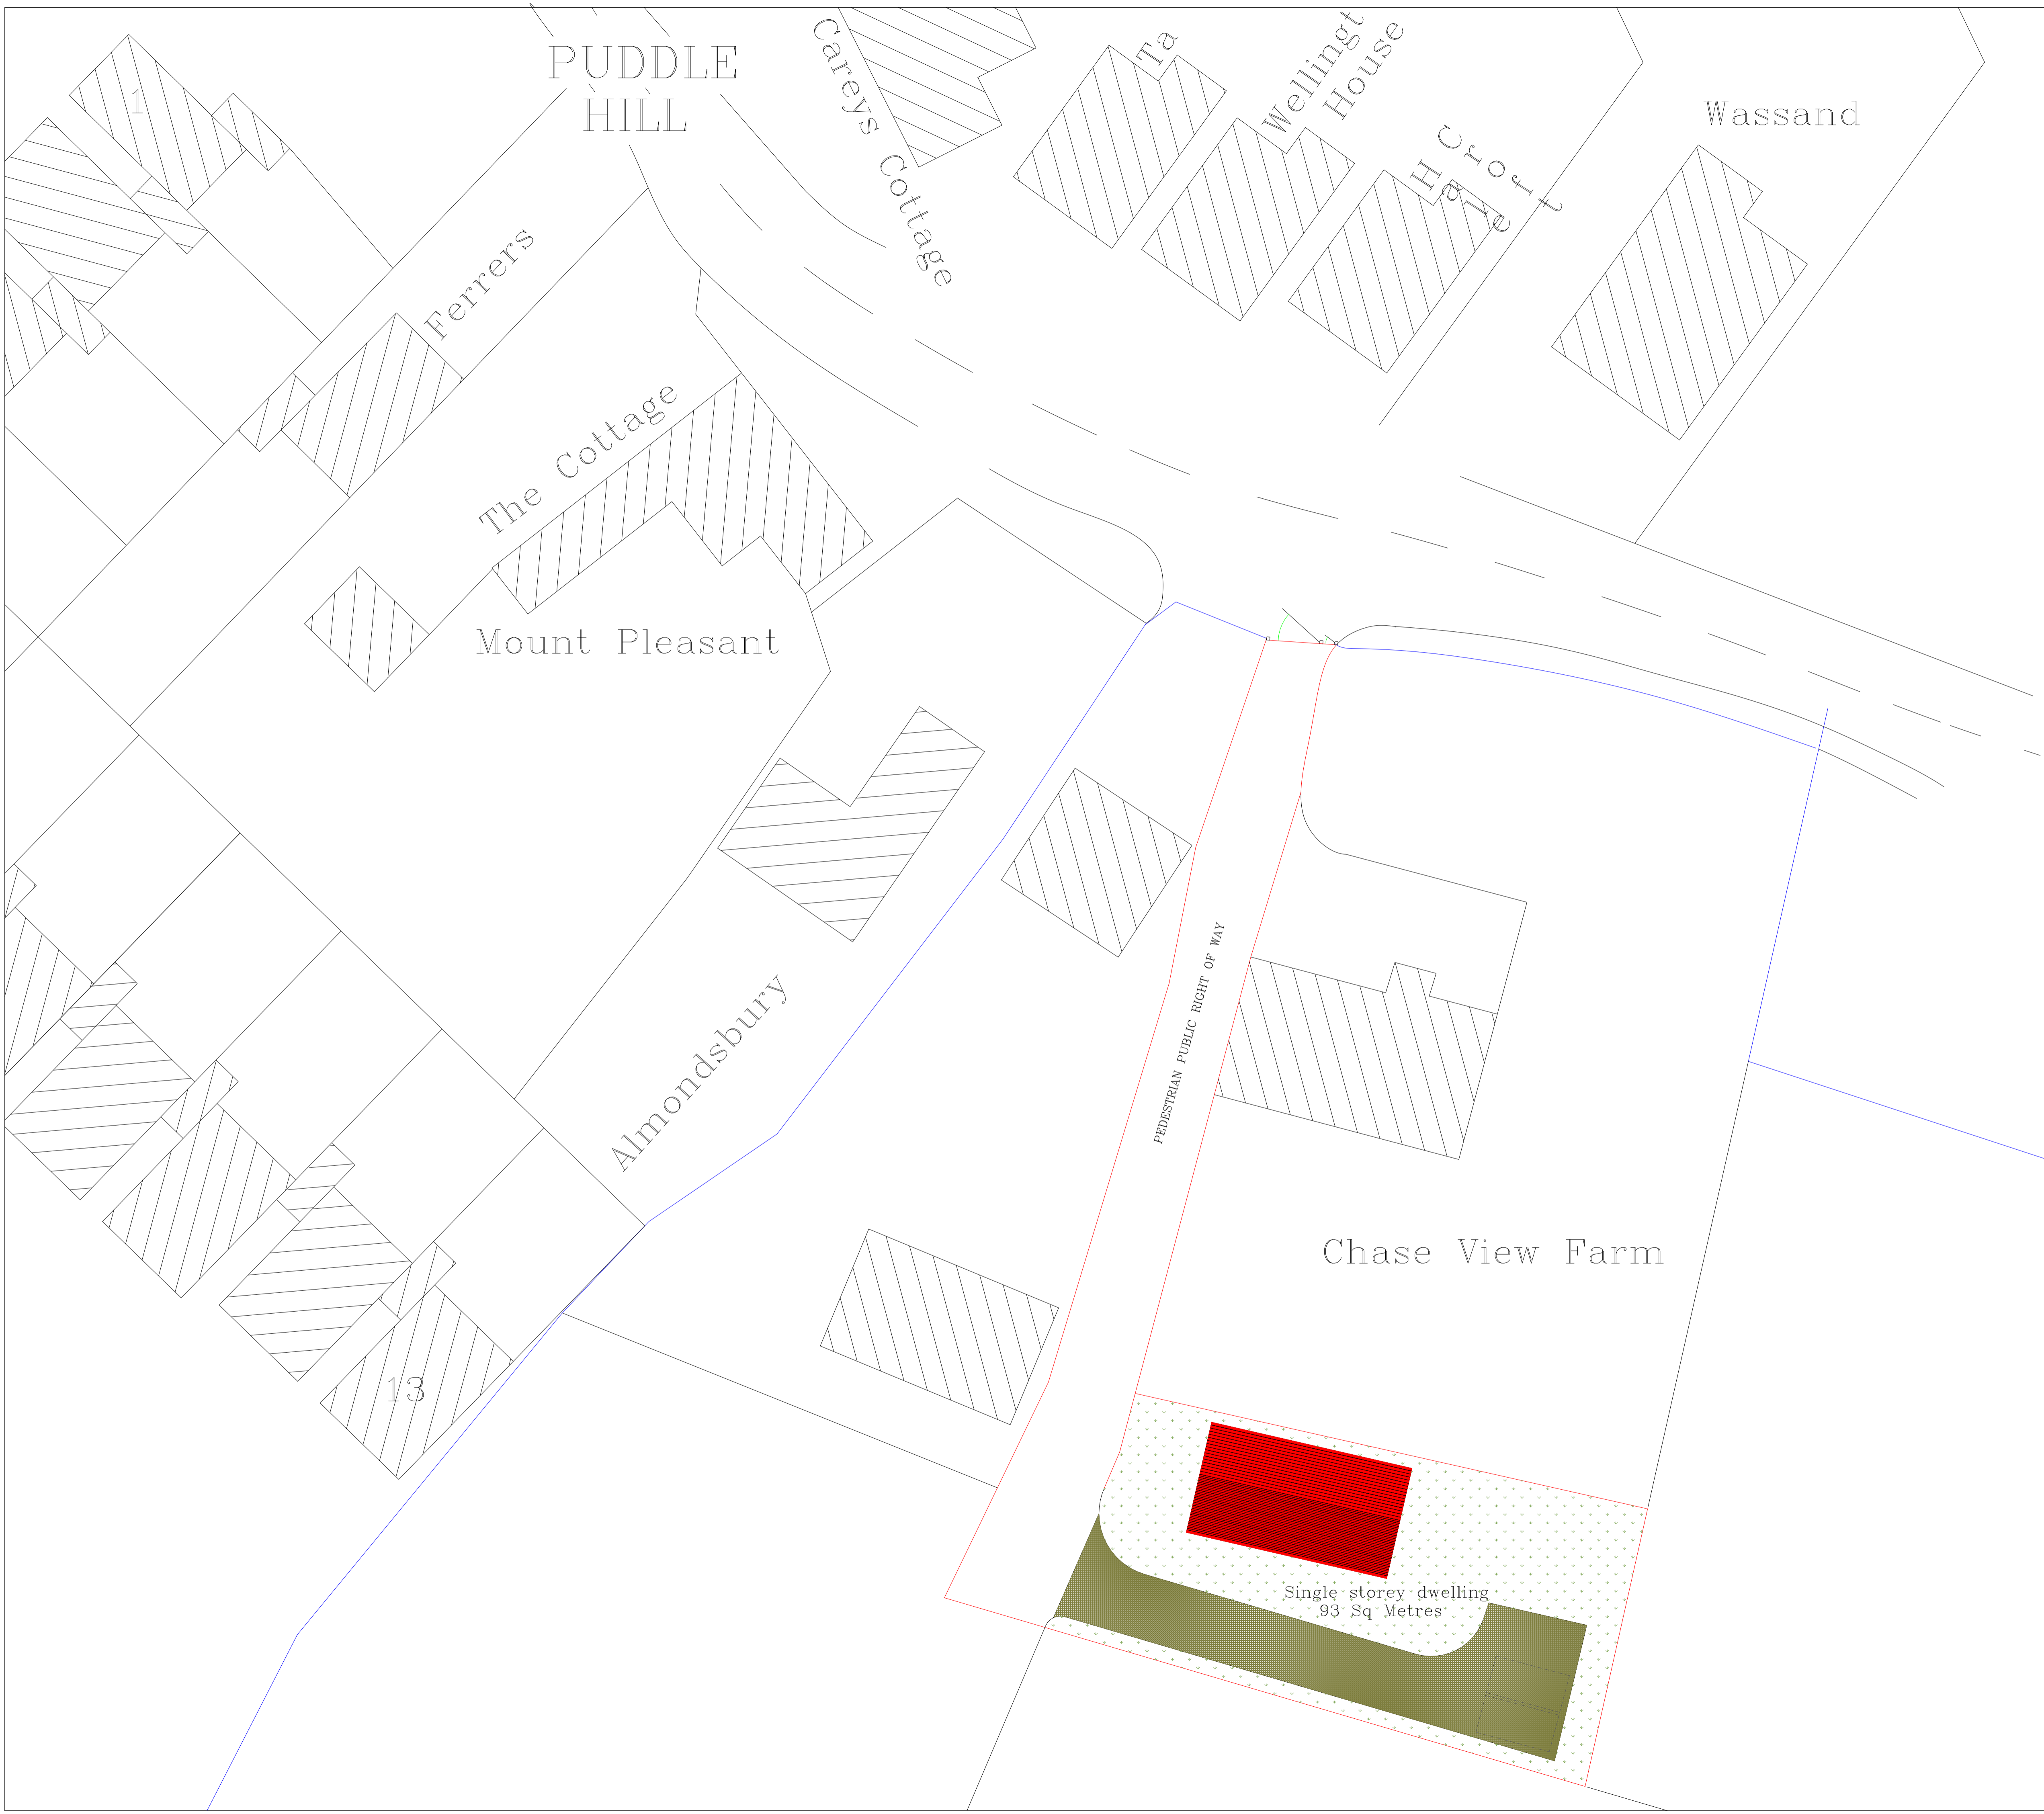 PUDDLE
HILL
Careys Cottage
Ta
Wellingt
House
Hale
Croft
Wassand
1
Ferrers
The Cottage
Mount Pleasant
Almondsbury
PEDESTRIAN PUBLIC RIGHT OF WAY
Chase View Farm
13
Single storey dwelling
93 Sq Metres